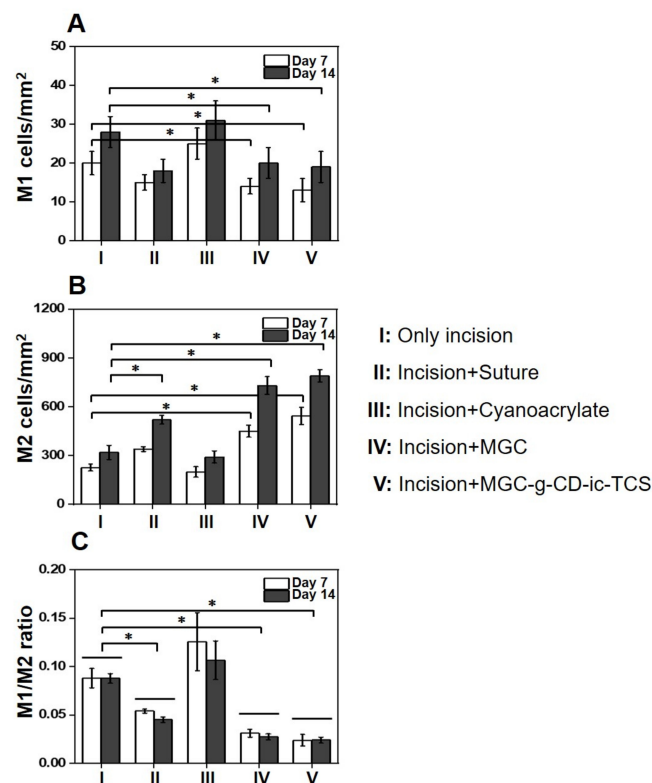 A
M1 cells/mm²
50
40
30
20
10
0
Day 7
Day 14
*
*
*
*
I II III IV V
B
M2 cells/mm²
1200
900
600
300
0
Day 7
Day 14
*
*
*
*
*
I II III IV V
I: Only incision
II: Incision+Suture
III: Incision+Cyanoacrylate
IV: Incision+MGC
V: Incision+MGC-g-CD-ic-TCS
C
M1/M2 ratio
0.20
0.15
0.10
0.05
0.00
Day 7
Day 14
*
*
*
I II III IV V